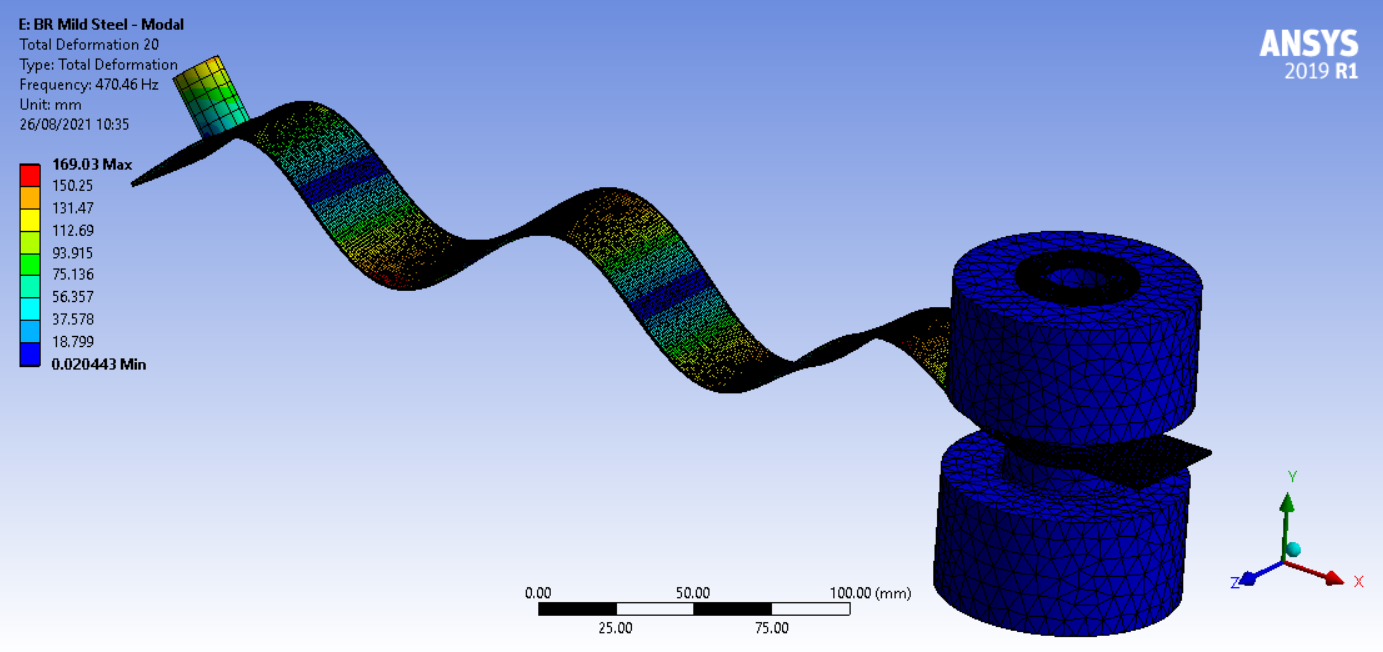 E: BR Mild Steel - Modal
Total Deformation 20
Type: Total Deformation
Frequency: 470.46 Hz
Unit: mm
26/08/2021 10:35
169.03 Max
150.25
131.47
112.69
93.915
75.136
56.357
37.578
18.799
0.020443 Min
ANSYS
2019 R1
0.00 50.00 100.00 (mm)
25.00 75.00
Y
Z X